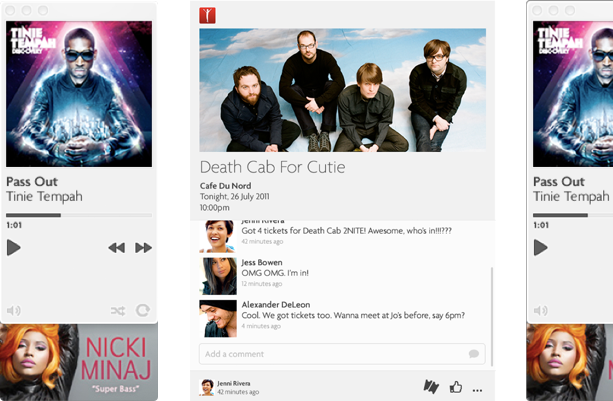 TINIE
TEMPAH
DISC-OVERY
Pass Out
Tinie Tempah
1:01
NICKI
MINAJ
"Super Bass"
Death Cab For Cutie
Cafe Du Nord
Tonight, 26 July 2011
10:00pm
Jenni Rivera
Got 4 tickets for Death Cab 2NITE! Awesome, who's in!!!???
42 minutes ago
Jess Bowen
OMG OMG. I'm in!
12 minutes ago
Alexander DeLeon
Cool. We got tickets too. Wanna meet at Jo's before, say 6pm?
4 minutes ago
Add a comment
Jenni Rivera
42 minutes ago
TINIE
TEMPAH
Pass Out
Tinie Tempah
1:01